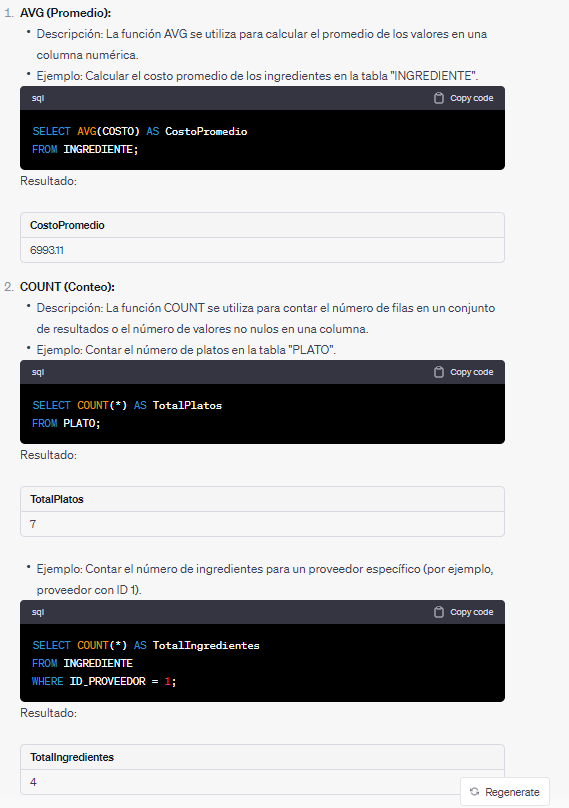 1. AVG (Promedio):
• Descripción: La función AVG se utiliza para calcular el promedio de los valores en una
columna numérica.
• Ejemplo: Calcular el costo promedio de los ingredientes en la tabla "INGREDIENTE".
sql Copy code
SELECT AVG(COSTO) AS CostoPromedio
FROM INGREDIENTE;
Resultado:
CostoPromedio
6993.11
2. COUNT (Conteo):
• Descripción: La función COUNT se utiliza para contar el número de filas en un conjunto
de resultados o el número de valores no nulos en una columna.
• Ejemplo: Contar el número de platos en la tabla "PLATO".
sql Copy code
SELECT COUNT(*) AS TotalPlatos
FROM PLATO;
Resultado:
TotalPlatos
7
• Ejemplo: Contar el número de ingredientes para un proveedor específico (por ejemplo,
proveedor con ID 1).
sql Copy code
SELECT COUNT(*) AS TotalIngredientes
FROM INGREDIENTE
WHERE ID_PROVEEDOR = 1;
Resultado:
TotalIngredientes
4
Regenerate